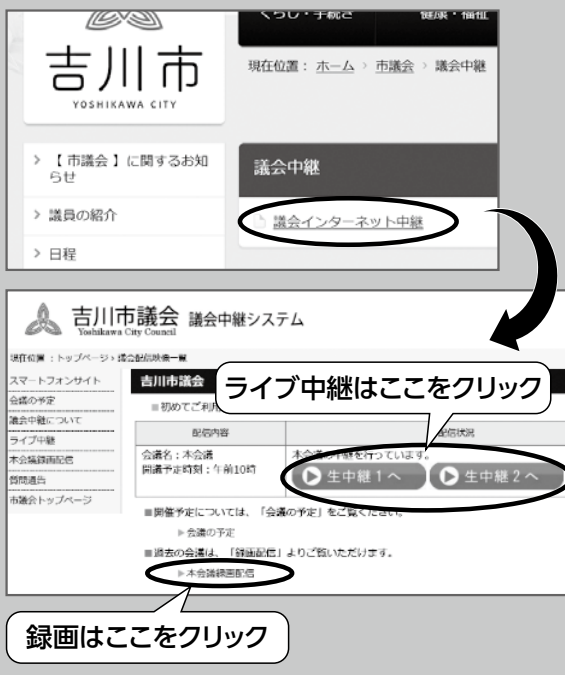 くらし・手続き
健康・福祉
吉川市
YOSHIKAWA CITY
現在位置： ホーム > 市議会 > 議会中継
> 【 市議会 】に関するお知
らせ
> 議員の紹介
> 日程
議会中継
議会インターネット中継
吉川市議会 議会中継システム
Yoshikawa City Council
現在位置 ：トップページ > 議会配信映像一覧
スマートフォンサイト
会議の予定
議会中継について
ライブ中継
本会議録画配信
質問通告
市議会トップページ
吉川市議会
ライブ中継はここをクリック
■初めてご利用
配信内容
配信状況
会議名：本会議
開議予定時刻：午前10時
本会議の中継を行っています。
生中継１へ
生中継２へ
■開催予定については、「会議の予定」をご覧ください。
▶会議の予定
■過去の会議は、「録画配信」よりご覧いただけます。
▶本会議録画配信
録画はここをクリック